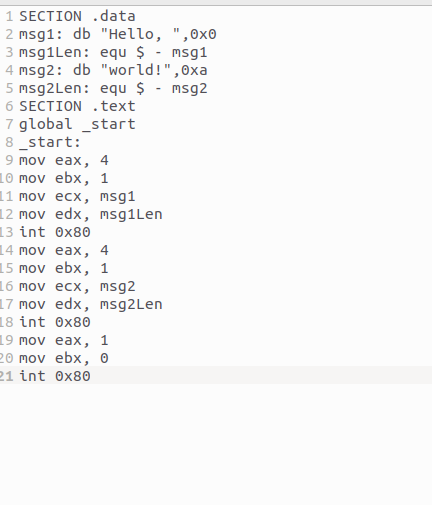 1 SECTION .data
2 msg1: db "Hello, ",0x0
3 msg1Len: equ $ - msg1
4 msg2: db "world!",0xa
5 msg2Len: equ $ - msg2
6 SECTION .text
7 global _start
8 _start:
9 mov eax, 4
10 mov ebx, 1
11 mov ecx, msg1
12 mov edx, msg1Len
13 int 0x80
14 mov eax, 4
15 mov ebx, 1
16 mov ecx, msg2
17 mov edx, msg2Len
18 int 0x80
19 mov eax, 1
20 mov ebx, 0
21 int 0x80